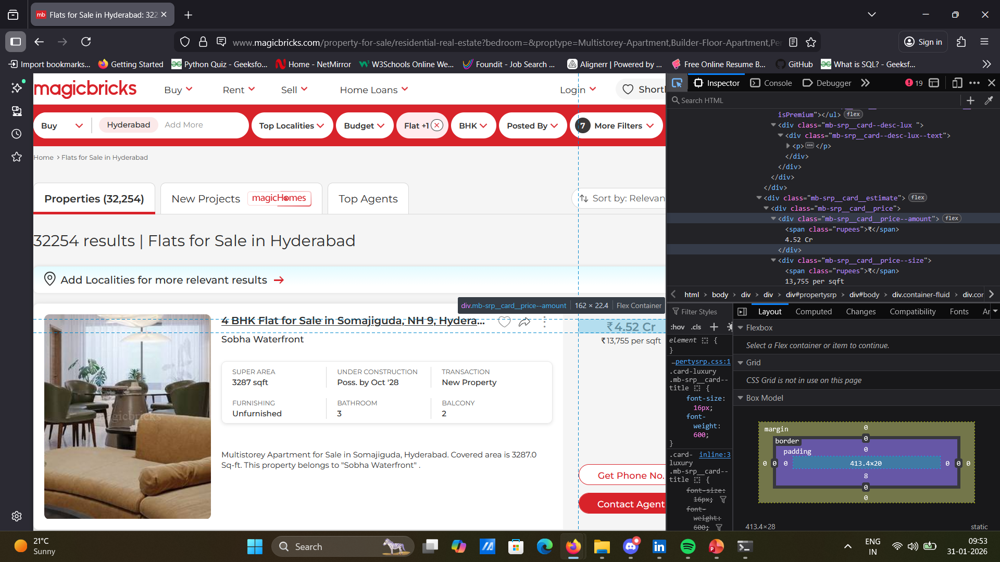 mb Flats for Sale in Hyderabad: 322
www.magicbricks.com/property-for-sale/residential-real-estate?bedroom=&proptype=Multistorey-Apartment,Builder-Floor-Apartment,Pe
Sign in
Import bookmarks...
Getting Started
Python Quiz - Geeksfo...
Home - NetMirror
W3Schools Online We...
Foundit - Job Search ...
Alignerr | Powered by ...
Free Online Resume B...
GitHub
What is SQL? - Geeksf...
magicbricks
Buy
Rent
Sell
Home Loans
Login
Shortl
Buy
Hyderabad
Add More
Top Localities
Budget
Flat +1
BHK
Posted By
7 More Filters
Home > Flats for Sale in Hyderabad
Properties (32,254)
New Projects magicHomes
Top Agents
Sort by: Relevan
32254 results | Flats for Sale in Hyderabad
Add Localities for more relevant results
div.mb-srp__card__price--amount 162 × 22.4 Flex Container
4 BHK Flat for Sale in Somajiguda, NH 9, Hydera...
₹4.52 Cr
Sobha Waterfront
₹13,755 per sqft
SUPER AREA
3287 sqft
UNDER CONSTRUCTION
Poss. by Oct '28
TRANSACTION
New Property
FURNISHING
Unfurnished
BATHROOM
3
BALCONY
2
magicbricks
Multistorey Apartment for Sale in Somajiguda, Hyderabad. Covered area is 3287.0
Sq-ft. This property belongs to "Sobha Waterfront" .
Get Phone No.
Contact Agent
Inspector
Console
Debugger
19
Search HTML
isPremium"></ul> flex
<div class="mb-srp__card--desc-lux ">
<div class="mb-srp__card--desc-lux--text">
<p> ... </p>
</div>
</div>
</div>
</div>
<div class="mb-srp__card__estimate"> flex
<div class="mb-srp__card__price">
<div class="mb-srp__card__price--amount"> flex
<span class="rupees">₹</span>
4.52 Cr
</div>
<div class="mb-srp__card__price--size">
<span class="rupees">₹</span>
13,755 per sqft
html > body > div > div > div#propertysrp > div#body > div.container-fluid > div.cor
Filter Styles
:hov .cls
element {
}
…pertysrp.css:1
.card-luxury
.mb-srp__card--
title {
font-size:
16px;
font-
weight:
600;
}
.card- inline:3
luxury
.mb-srp__card--
title {
font-size:
16px;
font-
weight:
600;
Layout
Computed
Changes
Compatibility
Fonts
Ar
Flexbox
Select a Flex container or item to continue.
Grid
CSS Grid is not in use on this page
Box Model
margin 0
border 0
padding 0
0 0 0 413.4×20 0 0 0
8
0
0
413.4×28 static
21°C
Sunny
Search
ENG
IN
09:53
31-01-2026